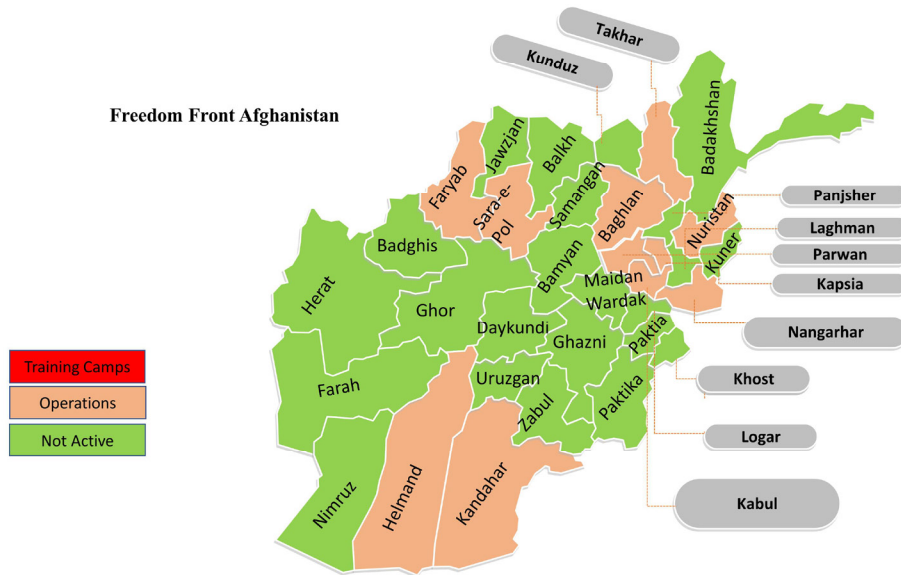 Takhar
Kunduz
Freedom Front Afghanistan
Badakhshan
Jawzjan
Balkh
Faryab
Samangan
Sara-e-
Pol
Baghlan
Panjsher
Nuristan
Laghman
Kuner
Badghis
Parwan
Bamyan
Maidan
Wardak
Kapsia
Herat
Ghor
Daykundi
Ghazni
Paktia
Nangarhar
Training Camps
Farah
Uruzgan
Zabul
Paktika
Khost
Operations
Not Active
Logar
Nimruz
Helmand
Kandahar
Kabul